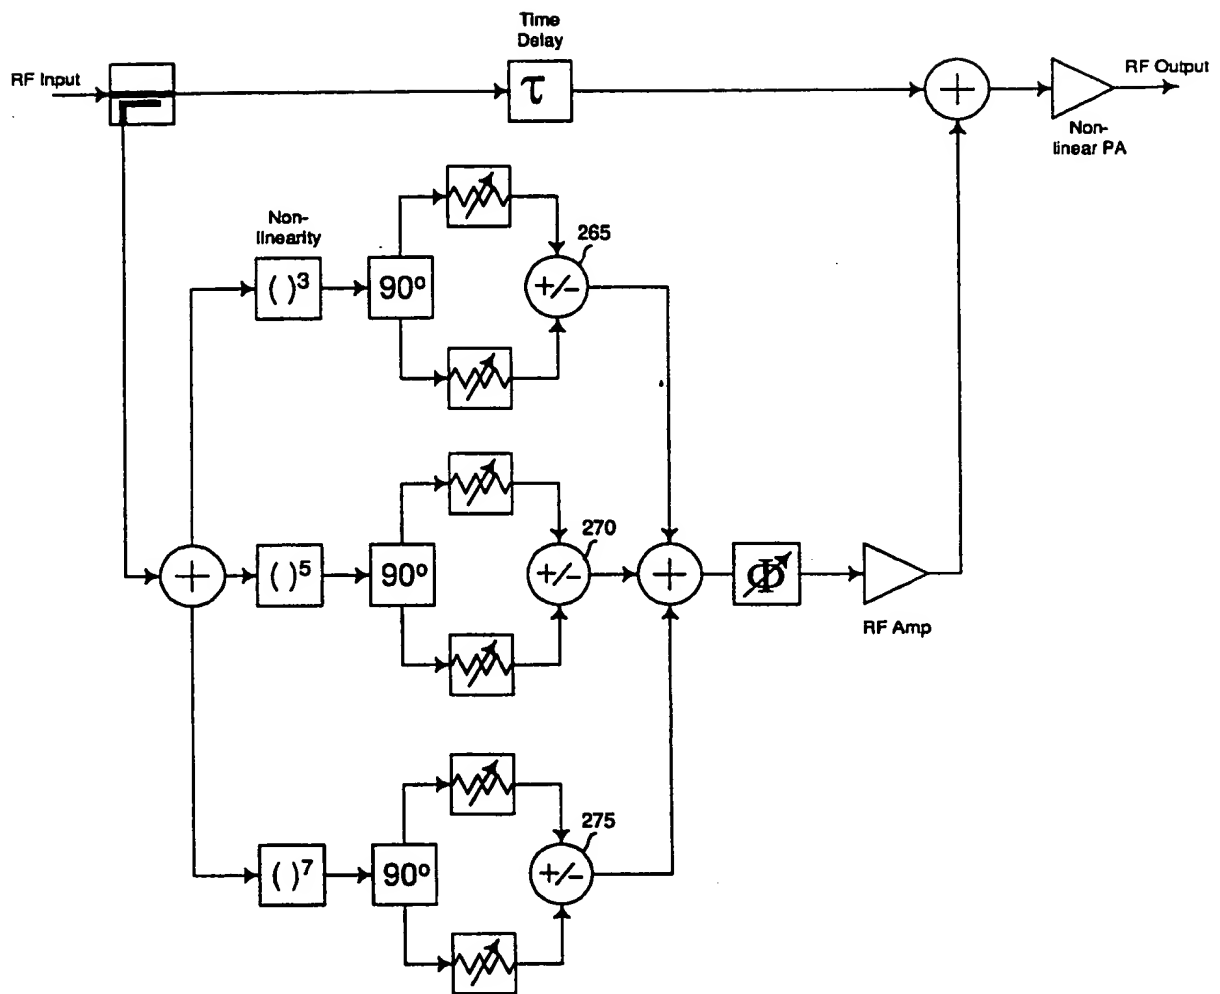 Time
Delay
RF Input
τ
+
RF Output
Non-
linear PA
Non-
linearity
265
( )3
90º
+/-
270
+
( )5
90º
+/-
+
Φ
RF Amp
275
( )7
90º
+/-